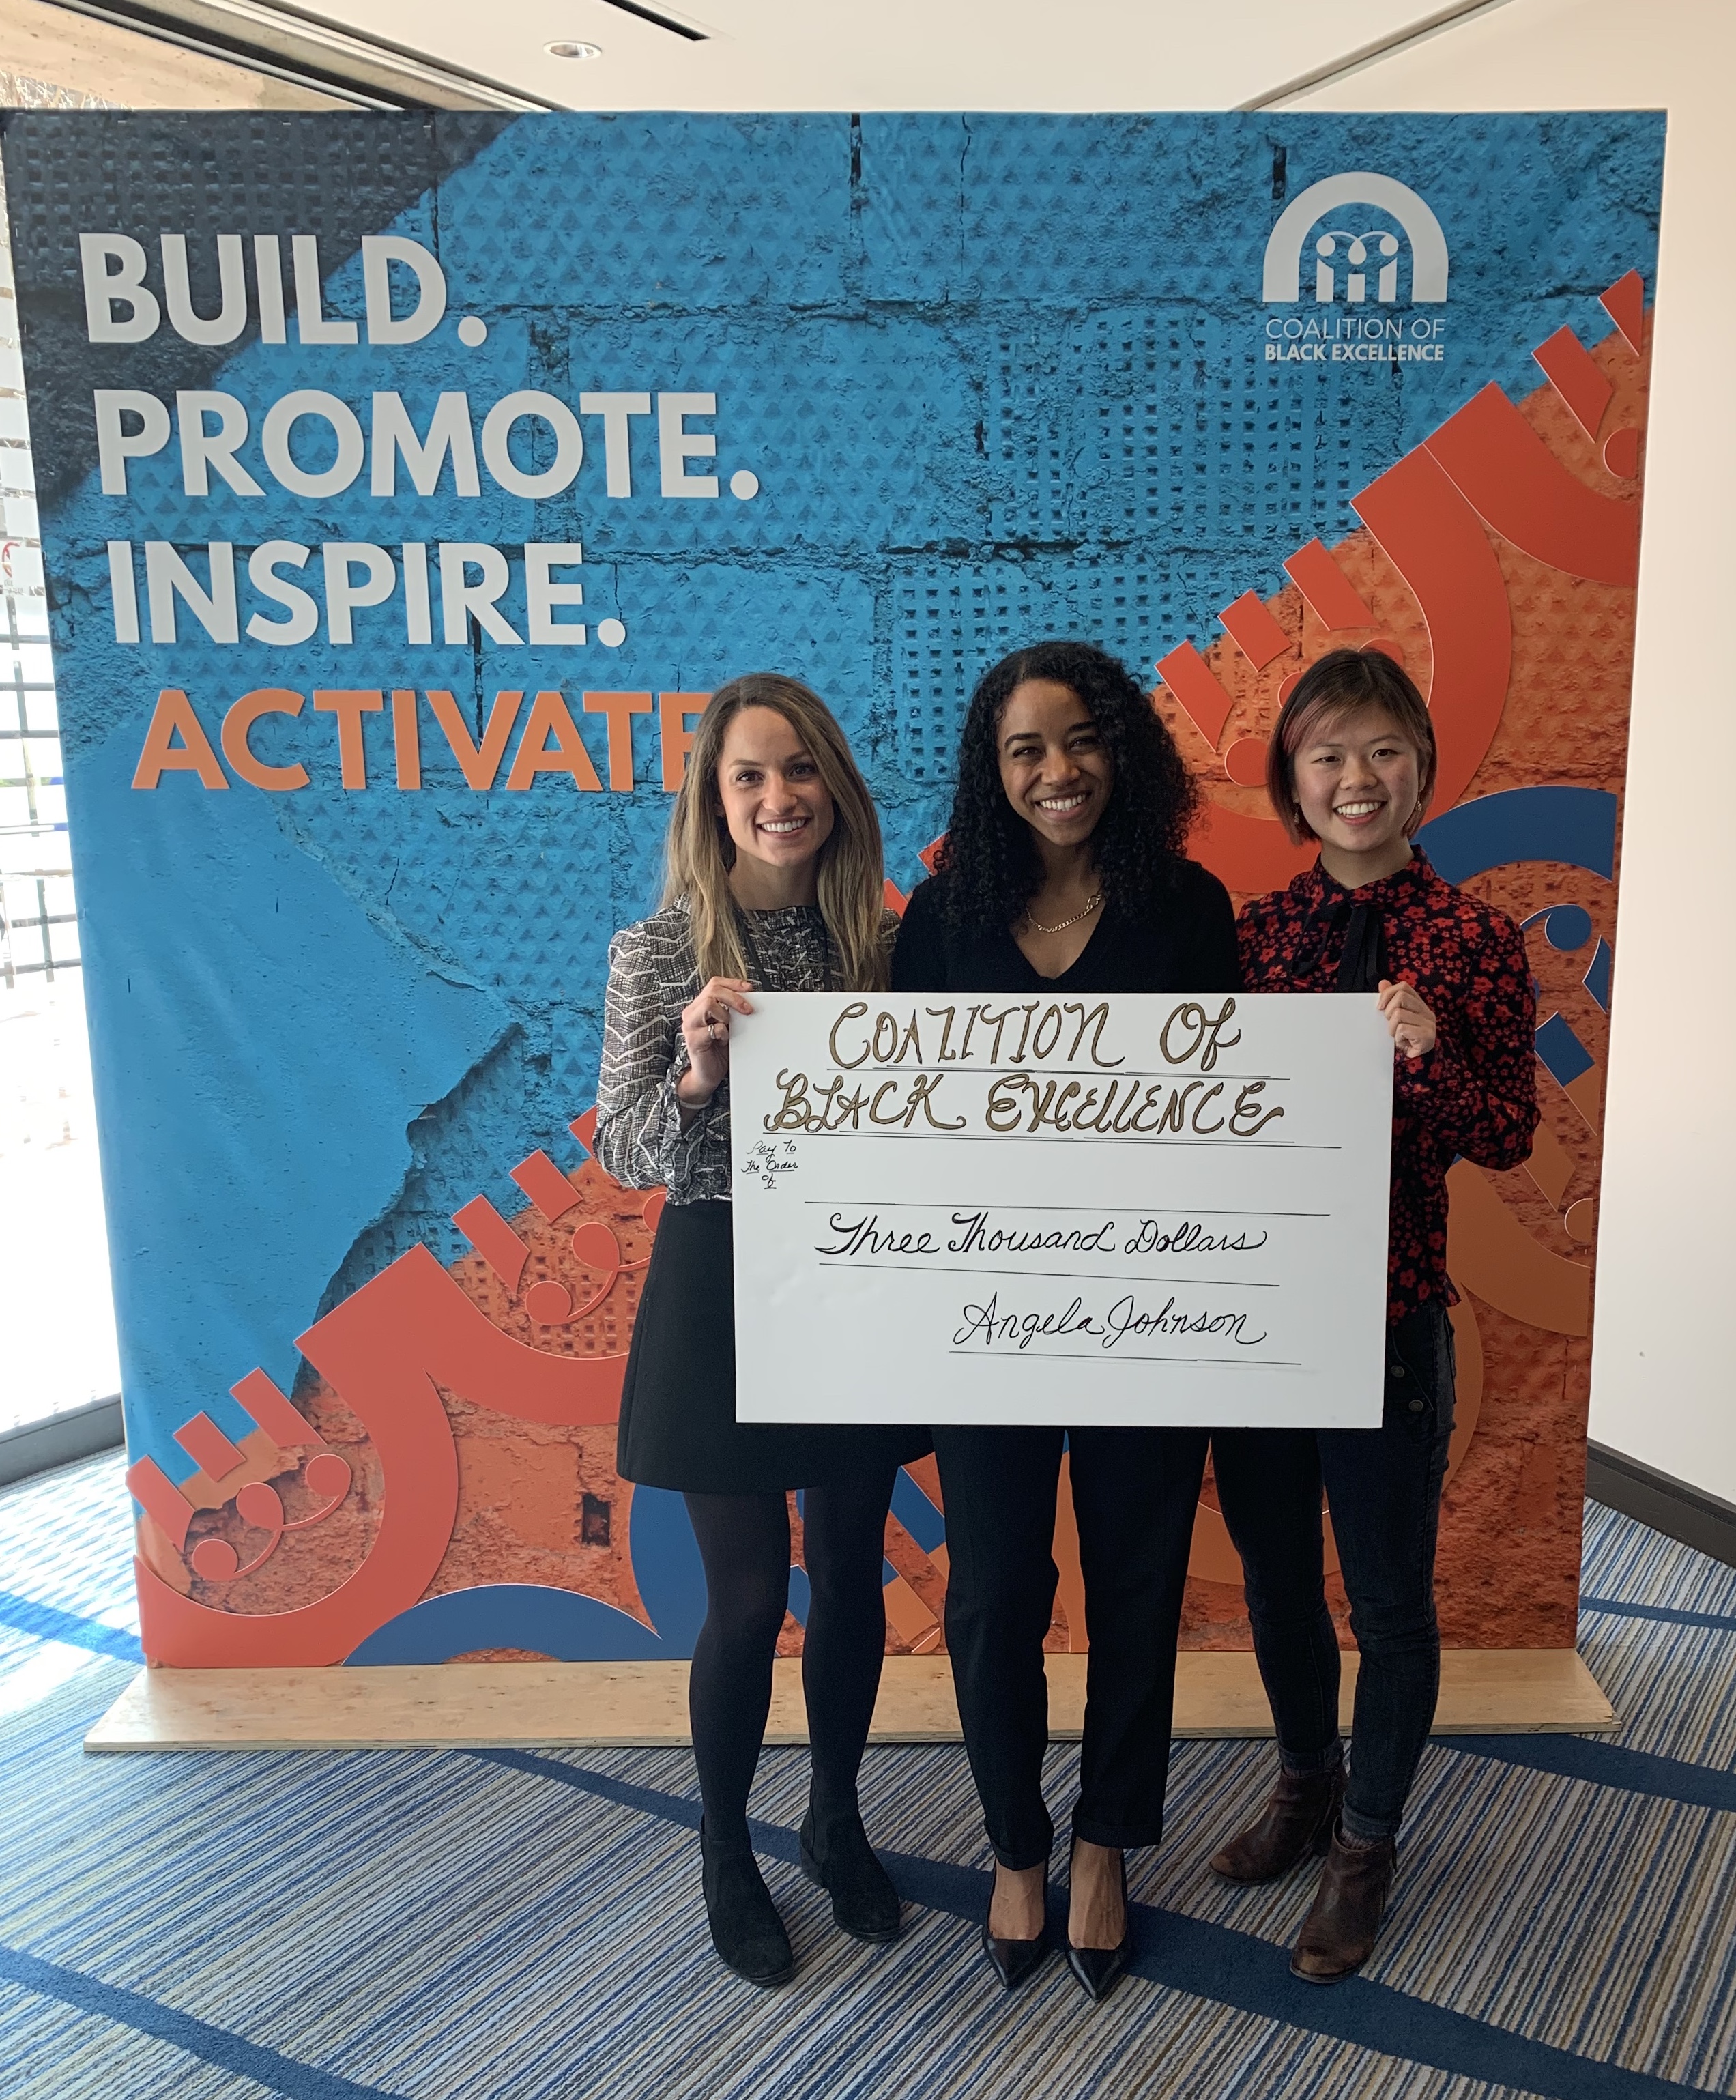 BUILD.
PROMOTE.
INSPIRE.
ACTIVATE
COALITION OF
BLACK EXCELLENCE
COALITION Of
BLACK EXCELLENCE
Pay To
The Order
of
Three Thousand Dollars
Angela Johnson